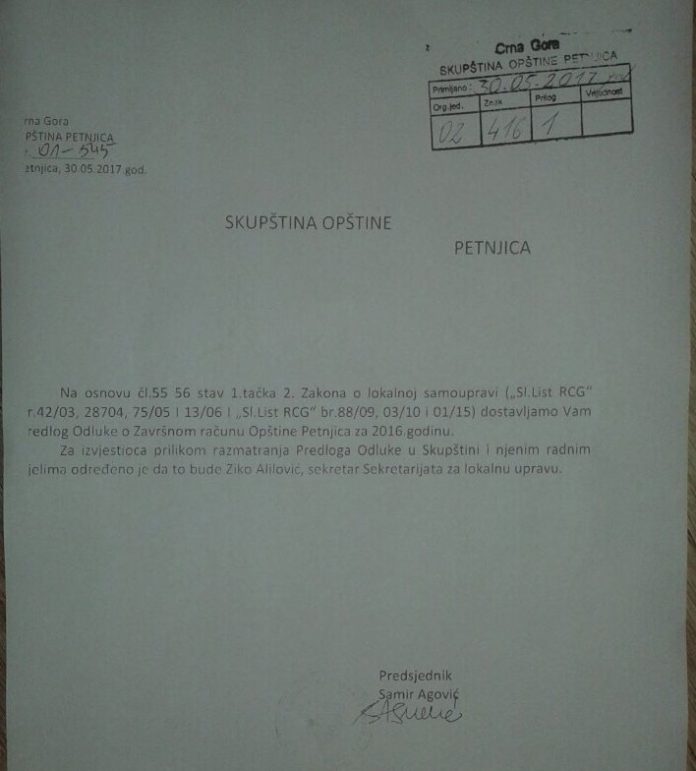 Crna Gora
SKUPŠTINA OPŠTINE PETNJICA
Primljeno: 30.05.2017
Org.jed. Znak Prilog Vrijednost
02 416 1
rna Gora
PŠTINA PETNJICA
01-545
etnjica, 30.05.2017.god.
SKUPŠTINA OPŠTINE
PETNJICA
Na osnovu čl.55 56 stav 1.tačka 2. Zakona o lokalnoj samoupravi („Sl.List RCG“
r.42/03, 28704, 75/05 I 13/06 I „Sl.List RCG“ br.88/09, 03/10 i 01/15) dostavljamo Vam
redlog Odluke o Završnom računu Opštine Petnjica za 2016.godinu.
Za izvjestioca prilikom razmatranja Predloga Odluke u Skupštini i njenim radnim
jelima određeno je da to bude Ziko Alilović, sekretar Sekretarijata za lokalnu upravu.
Predsjednik
Samir Agović